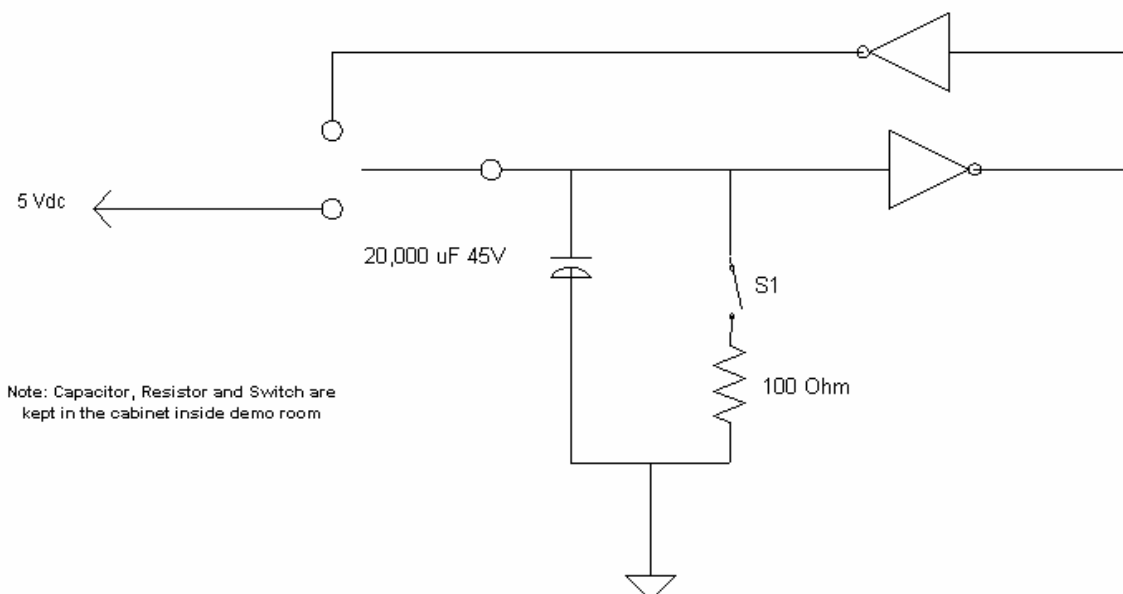 5 Vdc
20,000 uF 45V
S1
100 Ohm
Note: Capacitor, Resistor and Switch are
kept in the cabinet inside demo room